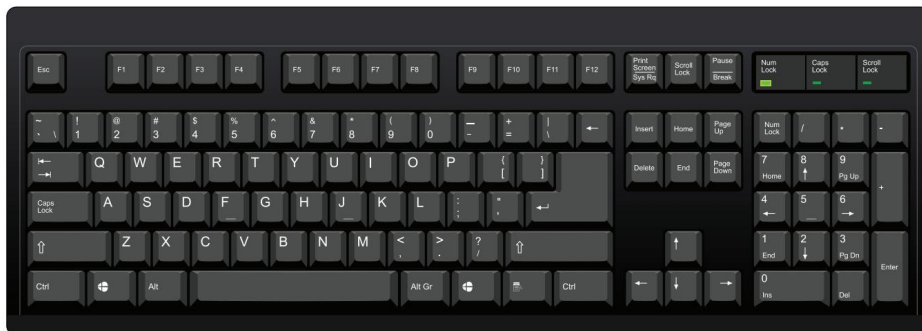 Esc F1 F2 F3 F4 F5 F6 F7 F8 F9 F10 F11 F12 Print Screen Sys Rq Scroll Lock Pause Break Num Lock Caps Lock Scroll Lock
~ ` \ ! 1 @ 2 # 3 $ 4 % 5 ^ 6 & 7 * 8 ( 9 ) 0 _ - + = | \ ← Insert Home Page Up Num Lock / * -
Q W E R T Y U I O P { [ } ] Delete End Page Down 7 Home 8 ↑ 9 Pg Up +
Caps Lock A S D F G H J K L : ; " , ↵ 4 ← 5 6 →
⇧ Z X C V B N M < , > . ? / ⇧ ↑ 1 End 2 ↓ 3 Pg Dn Enter
Ctrl Alt Alt Gr Ctrl ← ↓ → 0 Ins . Del